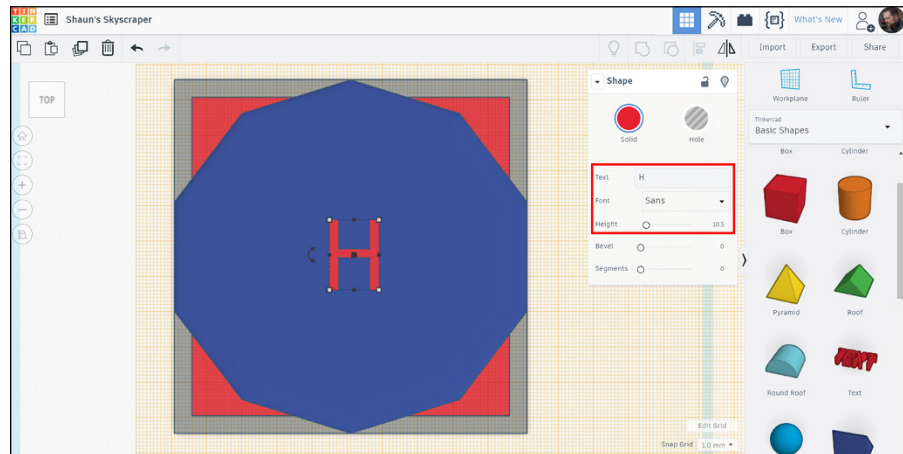 TIN
KER
CAD
Shaun's Skyscraper
What's New
Import Export Share
TOP
Shape
Solid Hole
Text H
Font Sans
Height 10.5
Bevel 0
Segments 0
H
Workplane Ruler
Tinkercad
Basic Shapes
Box Cylinder
Box Cylinder
Pyramid Roof
TEXT
Round Roof Text
Edit Grid
Snap Grid 1.0 mm